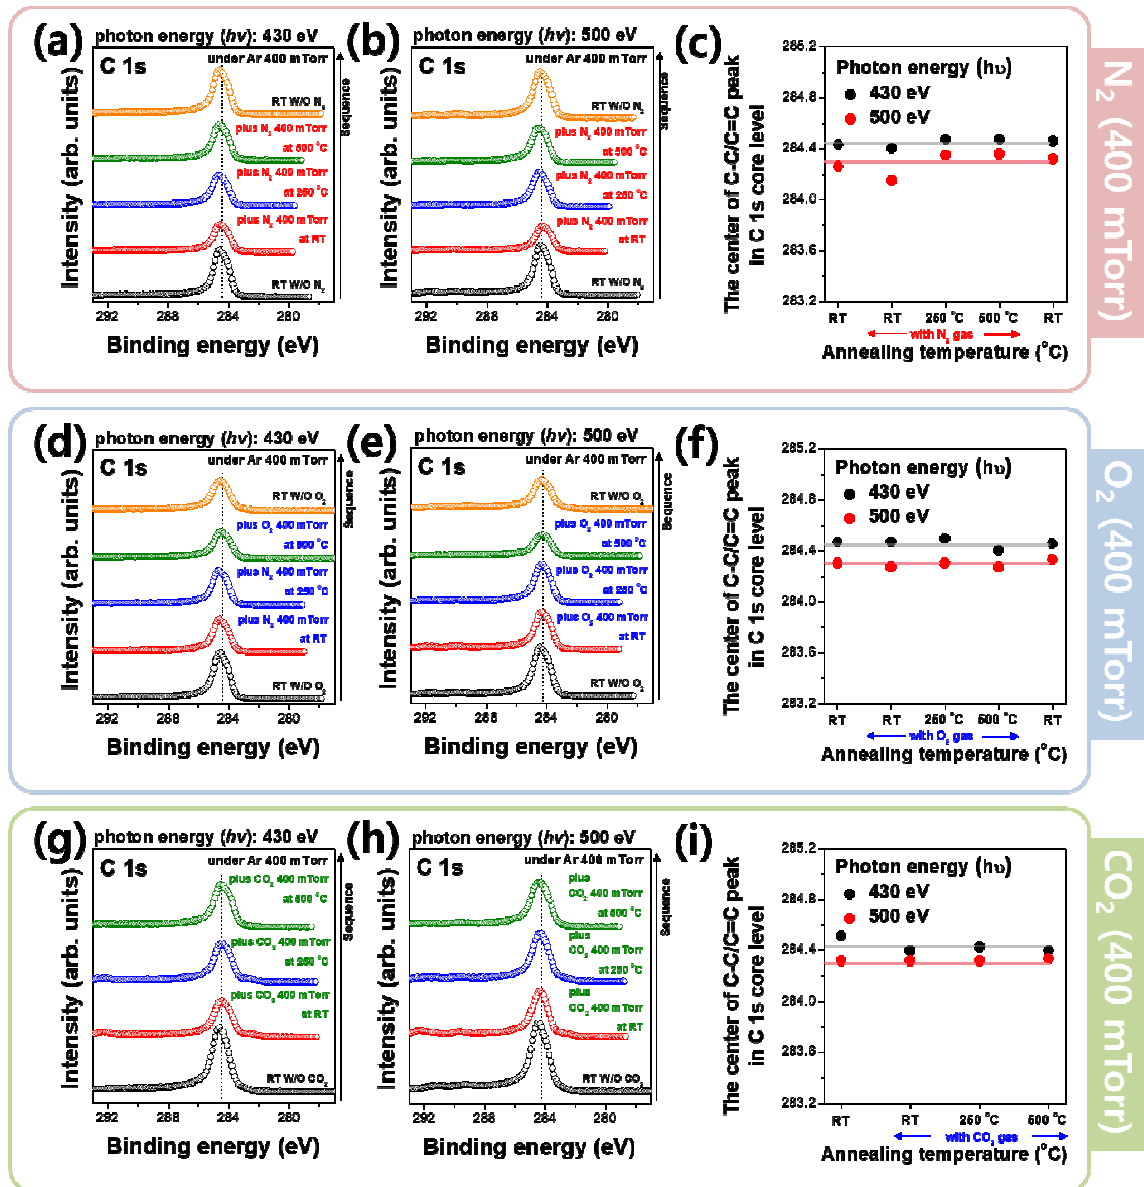 (a)
photon energy (hν): 430 eV
C 1s
under Ar 400 mTorr
RT W/O N2
plus N2 400 mTorr
at 500 °C
plus N2 400 mTorr
at 250 °C
plus N2 400 mTorr
at RT
RT W/O N2
Sequence
Intensity (arb. units)
292 288 284 280
Binding energy (eV)
(b)
photon energy (hν): 500 eV
C 1s
under Ar 400 mTorr
RT W/O N2
plus N2 400 mTorr
at 500 °C
plus N2 400 mTorr
at 250 °C
plus N2 400 mTorr
at RT
RT W/O N2
Sequence
Intensity (arb. units)
292 288 284 280
Binding energy (eV)
(c)
The center of C-C/C=C peak
in C 1s core level
285.2
284.8
284.4
284.0
283.6
283.2
Photon energy (hυ)
430 eV
500 eV
RT RT 250 °C 500 °C RT
with N2 gas
Annealing temperature (°C)
N2 (400 mTorr)
(d)
photon energy (hν): 430 eV
C 1s
under Ar 400 mTorr
RT W/O O2
plus O2 400 mTorr
at 500 °C
plus N2 400 mTorr
at 250 °C
plus N2 400 mTorr
at RT
RT W/O O2
Sequence
Intensity (arb. units)
292 288 284 280
Binding energy (eV)
(e)
photon energy (hν): 500 eV
C 1s
under Ar 400 mTorr
RT W/O O2
plus O2 400 mTorr
at 500 °C
plus O2 400 mTorr
at 250 °C
plus O2 400 mTorr
at RT
RT W/O O2
Sequence
Intensity (arb. units)
292 288 284 280
Binding energy (eV)
(f)
The center of C-C/C=C peak
in C 1s core level
285.2
284.8
284.4
284.0
283.6
283.2
Photon energy (hυ)
430 eV
500 eV
RT RT 250 °C 500 °C RT
with O2 gas
Annealing temperature (°C)
O2 (400 mTorr)
(g)
photon energy (hν): 430 eV
C 1s
under Ar 400 mTorr
plus CO2 400 mTorr
at 500 °C
plus CO2 400 mTorr
at 250 °C
plus CO2 400 mTorr
at RT
RT W/O CO2
Sequence
Intensity (arb. units)
292 288 284 280
Binding energy (eV)
(h)
photon energy (hν): 500 eV
C 1s
under Ar 400 mTorr
plus
CO2 400 mTorr
at 500 °C
plus
CO2 400 mTorr
at 250 °C
plus
CO2 400 mTorr
at RT
RT W/O CO2
Sequence
Intensity (arb. units)
292 288 284 280
Binding energy (eV)
(i)
The center of C-C/C=C peak
in C 1s core level
285.2
284.8
284.4
284.0
283.6
283.2
Photon energy (hυ)
430 eV
500 eV
RT RT 250 °C 500 °C
with CO2 gas
Annealing temperature (°C)
CO2 (400 mTorr)